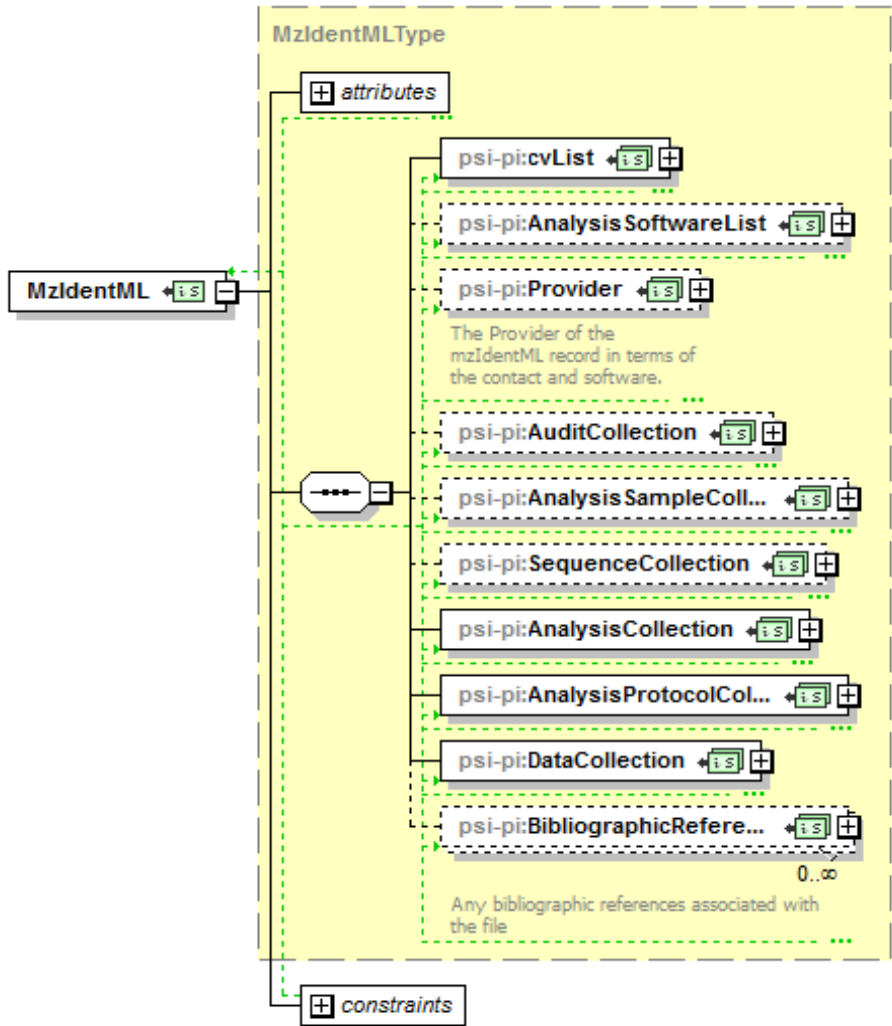 MzIdentMLType
attributes
psi-pi:cvList
psi-pi:AnalysisSoftwareList
MzIdentML
psi-pi:Provider
The Provider of the
mzIdentML record in terms of
the contact and software.
psi-pi:AuditCollection
psi-pi:AnalysisSampleColl...
psi-pi:SequenceCollection
psi-pi:AnalysisCollection
psi-pi:AnalysisProtocolCol...
psi-pi:DataCollection
psi-pi:BibliographicRefere...
0..∞
Any bibliographic references associated with
the file
constraints